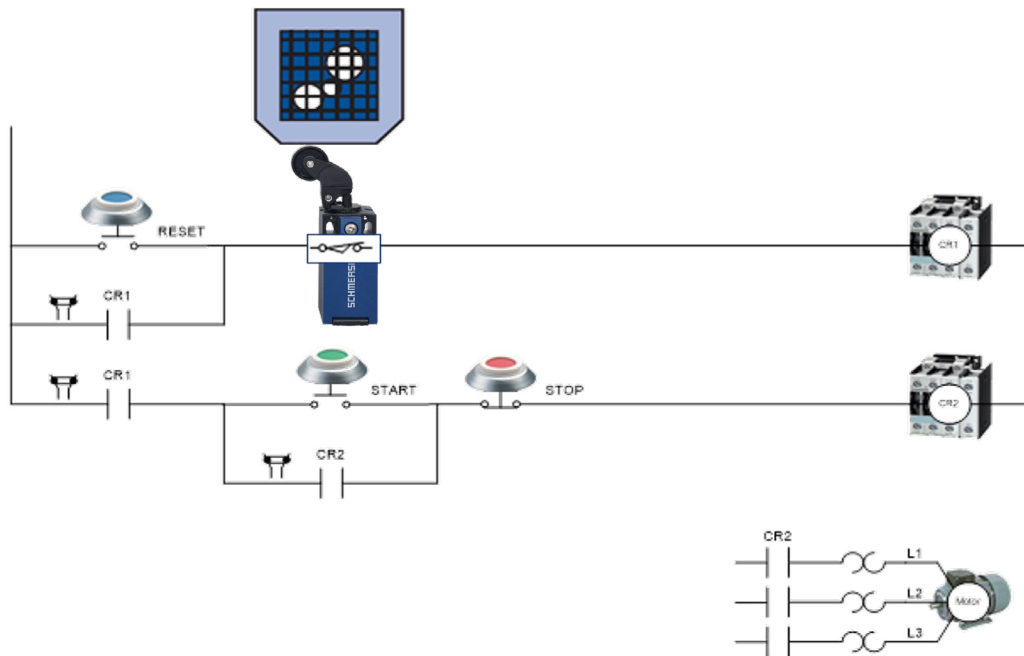 RESET
CR1
CR1
SCHMERSAL
CR1
START
STOP
CR2
CR2
CR2
L1
L2
L3
Motor